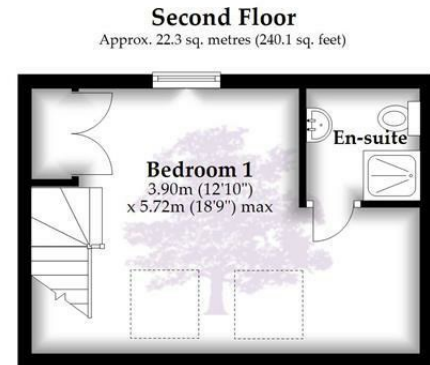 Second Floor
Approx. 22.3 sq. metres (240.1 sq. feet)
En-suite
Bedroom 1
3.90m (12'10")
x 5.72m (18'9") max